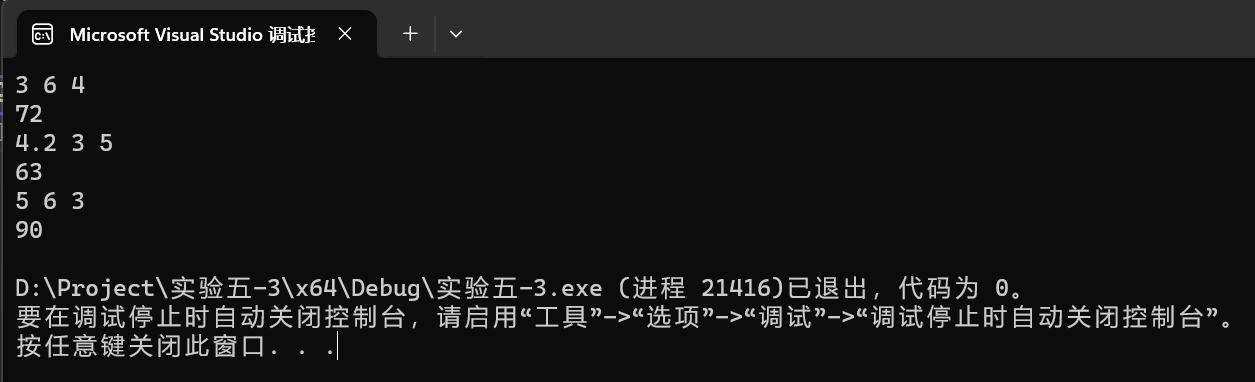 Microsoft Visual Studio 调试控
3 6 4
72
4.2 3 5
63
5 6 3
90
D:\Project\实验五-3\x64\Debug\实验五-3.exe (进程 21416)已退出，代码为 0。
要在调试停止时自动关闭控制台，请启用“工具”->“选项”->“调试”->“调试停止时自动关闭控制台”。
按任意键关闭此窗口. . .